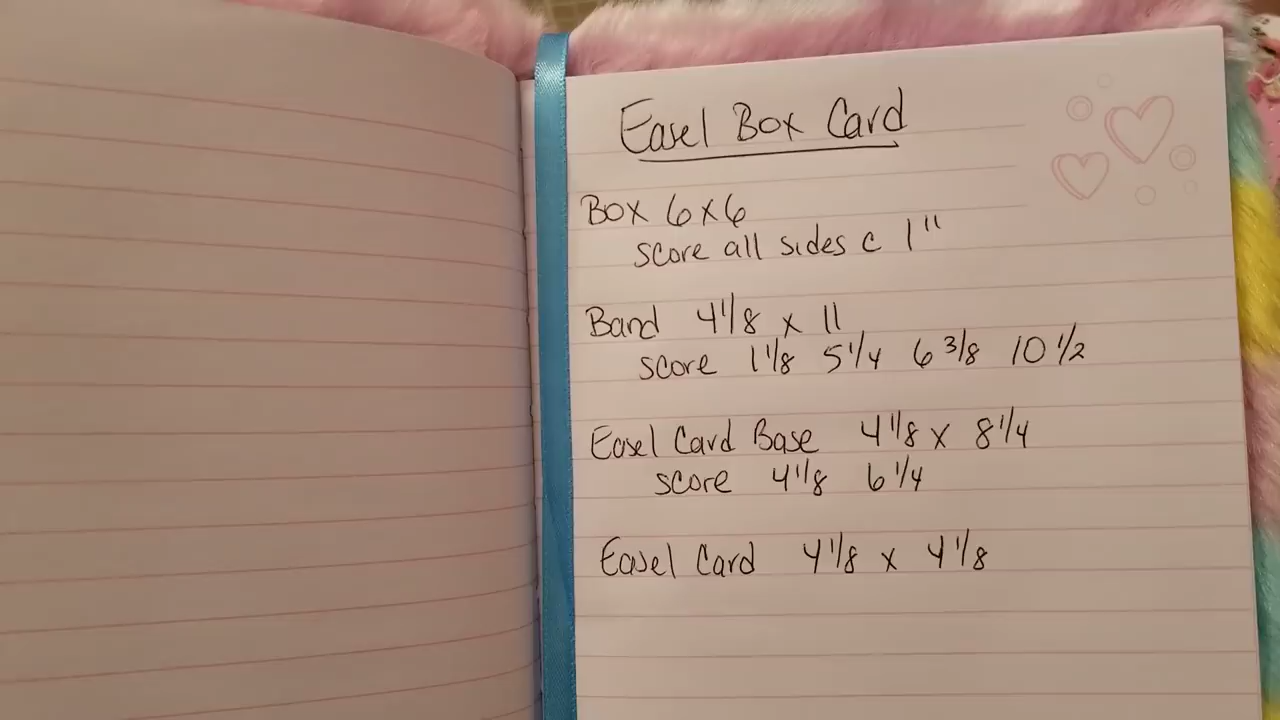 Easel Box Card
Box 6x6
score all sides c 1"
Band 4 1/8 x 11
score 1 1/8 5 1/4 6 3/8 10 1/2
Easel Card Base 4 1/8 x 8 1/4
score 4 1/8 6 1/4
Easel Card 4 1/8 x 4 1/8